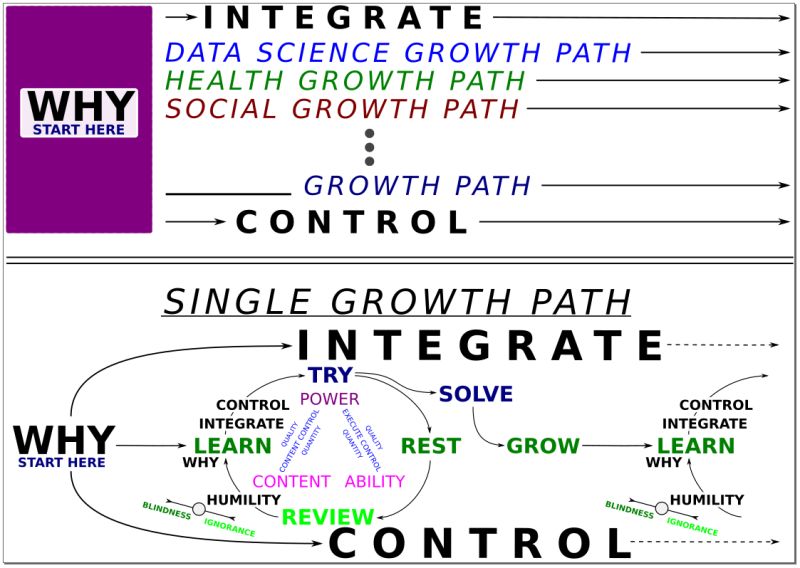 INTEGRATE
DATA SCIENCE GROWTH PATH
HEALTH GROWTH PATH
SOCIAL GROWTH PATH
WHY
START HERE
GROWTH PATH
CONTROL
SINGLE GROWTH PATH
INTEGRATE
TRY
POWER
SOLVE
CONTROL
INTEGRATE
LEARN
WHY
WHY
START HERE
QUALITY
CONTENT CONTROL
QUANTITY
QUALITY
EXECUTE CONTROL
QUANTITY
REST
GROW
CONTENT
ABILITY
HUMILITY
BLINDNESS
IGNORANCE
REVIEW
CONTROL
CONTROL
INTEGRATE
LEARN
WHY
HUMILITY
BLINDNESS
IGNORANCE